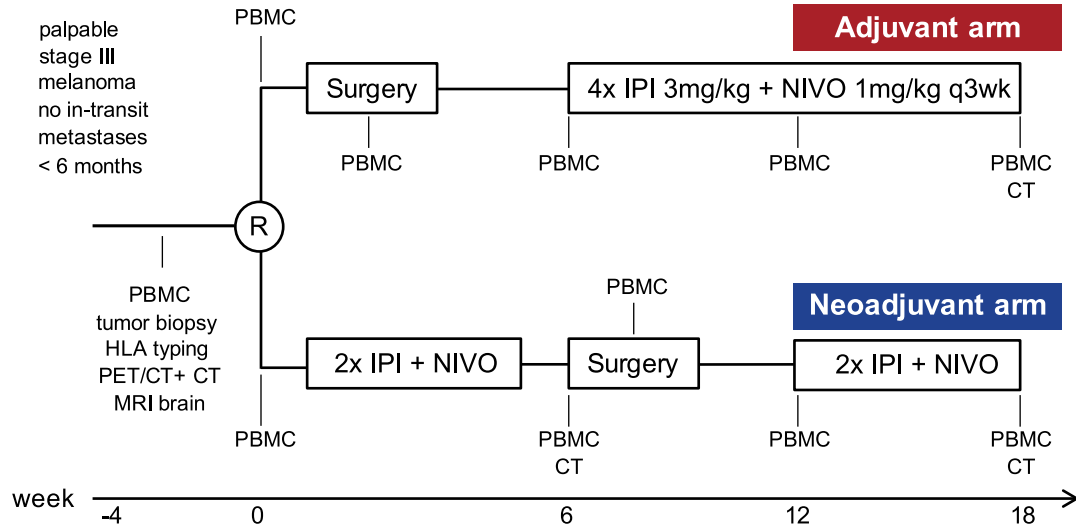 palpable
stage III
melanoma
no in-transit
metastases
< 6 months
PBMC
Adjuvant arm
Surgery
4x IPI 3mg/kg + NIVO 1mg/kg q3wk
PBMC
PBMC
PBMC
PBMC
CT
R
PBMC
tumor biopsy
HLA typing
PET/CT+ CT
MRI brain
PBMC
Neoadjuvant arm
2x IPI + NIVO
Surgery
2x IPI + NIVO
PBMC
PBMC
CT
PBMC
PBMC
CT
week
-4
0
6
12
18